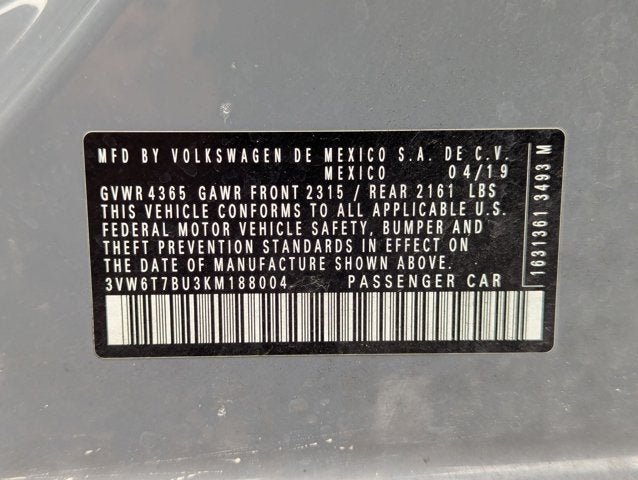 MFD BY VOLKSWAGEN DE MEXICO S.A. DE C.V.
MEXICO 04/19
GVWR 4365 GAWR FRONT 2315 / REAR 2161 LBS
THIS VEHICLE CONFORMS TO ALL APPLICABLE U.S.
FEDERAL MOTOR VEHICLE SAFETY, BUMPER AND
THEFT PREVENTION STANDARDS IN EFFECT ON
THE DATE OF MANUFACTURE SHOWN ABOVE.
3VW6T7BU3KM188004 PASSENGER CAR
1631361 3493 M